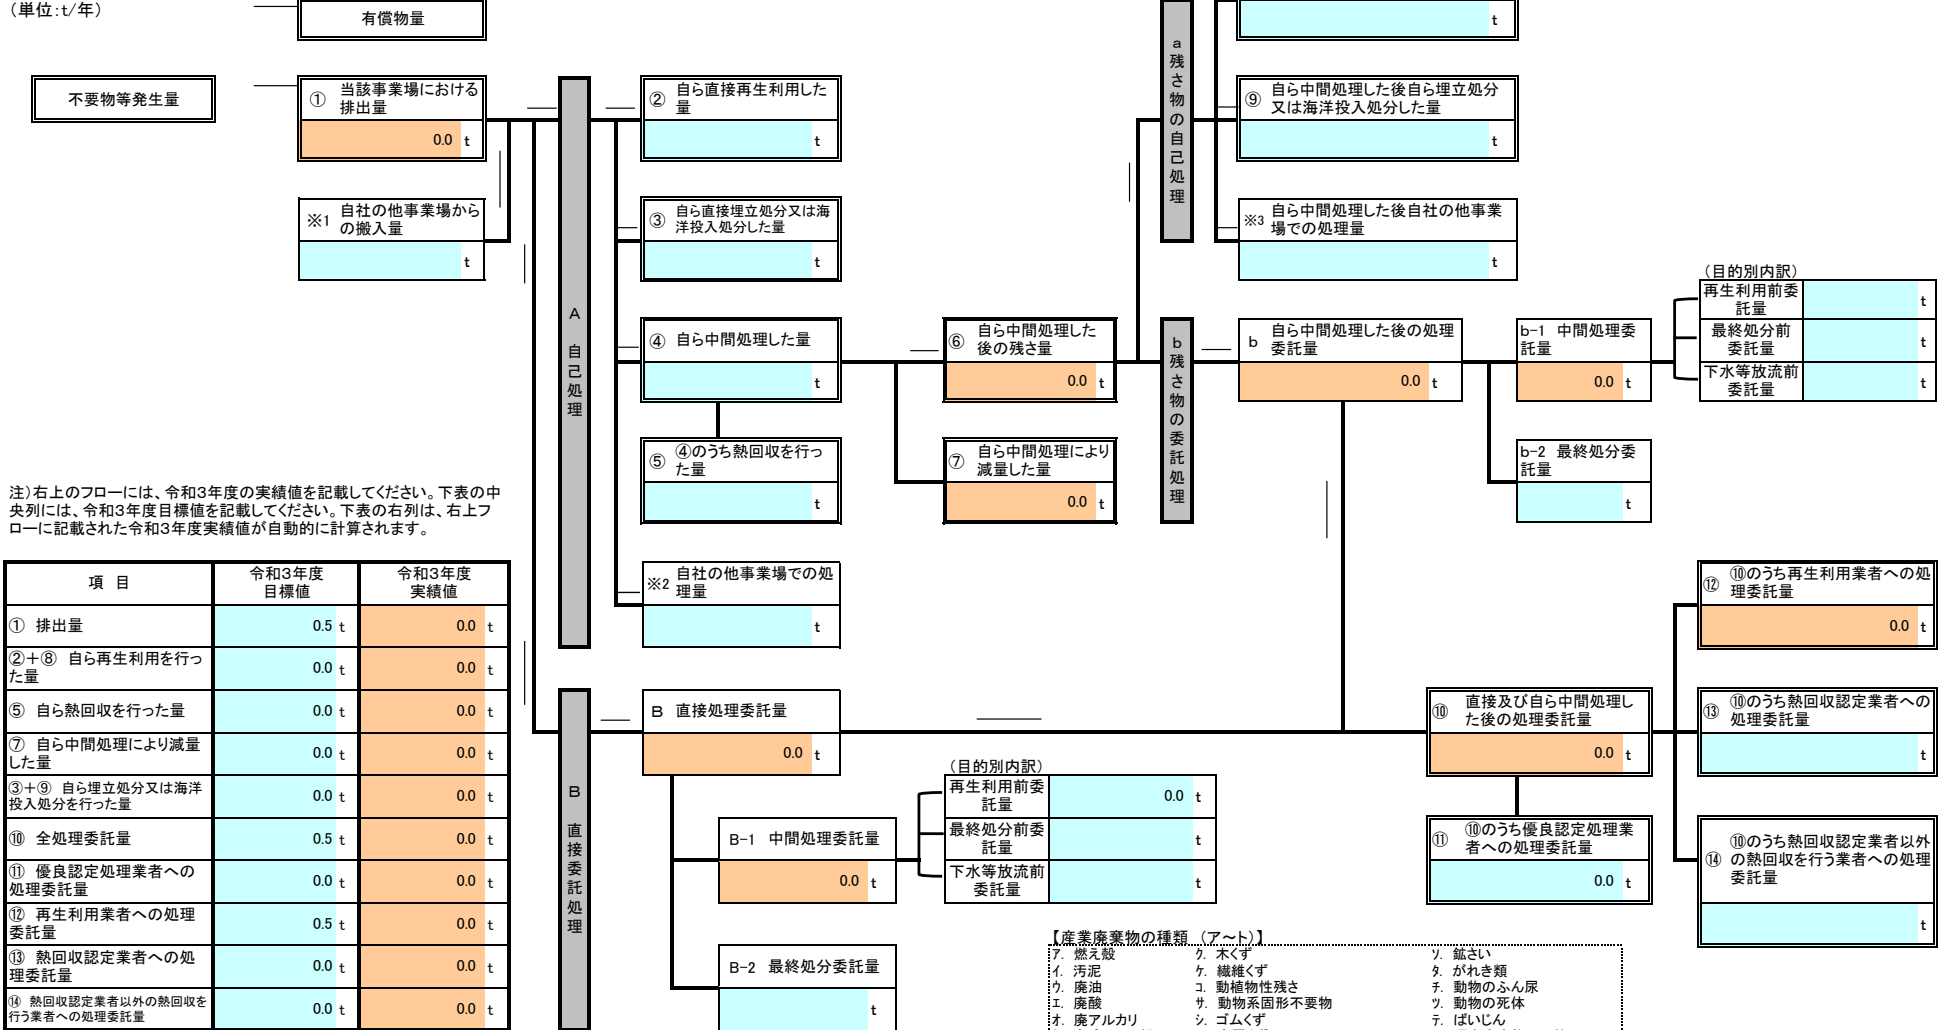 （単位：t/年）
有償物量
t
不要物等発生量
① 当該事業場における
排出量
0.0 t
※1 自社の他事業場から
の搬入量
t
A 自己処理
② 自ら直接再生利用した
量
t
③ 自ら直接埋立処分又は海
洋投入処分した量
t
④ 自ら中間処理した量
t
⑤ ④のうち熱回収を行っ
た量
t
※2 自社の他事業場での処
理量
t
⑥ 自ら中間処理した
後の残さ量
0.0 t
⑦ 自ら中間処理により
減量した量
0.0 t
a 残さ物の自己処理
⑨ 自ら中間処理した後自ら埋立処分
又は海洋投入処分した量
t
※3 自ら中間処理した後自社の他事業
場での処理量
t
b 残さ物の委託処理
b 自ら中間処理した後の処理
委託量
0.0 t
b-1 中間処理委
託量
0.0 t
b-2 最終処分委
託量
t
（目的別内訳）
再生利用前委
託量
t
最終処分前
委託量
t
下水等放流前
委託量
t
注）右上のフローには、令和3年度の実績値を記載してください。下表の中
央列には、令和3年度目標値を記載してください。下表の右列は、右上フ
ローに記載された令和3年度実績値が自動的に計算されます。
項 目 令和3年度 目標値 令和3年度 実績値
① 排出量 0.5 t 0.0 t
②＋⑧ 自ら再生利用を行っ
た量 0.0 t 0.0 t
⑤ 自ら熱回収を行った量 0.0 t 0.0 t
⑦ 自ら中間処理により減量
した量 0.0 t 0.0 t
③＋⑨ 自ら埋立処分又は海洋
投入処分を行った量 0.0 t 0.0 t
⑩ 全処理委託量 0.5 t 0.0 t
⑪ 優良認定処理業者への
処理委託量 0.0 t 0.0 t
⑫ 再生利用業者への処理
委託量 0.5 t 0.0 t
⑬ 熱回収認定業者への処
理委託量 0.0 t 0.0 t
⑭ 熱回収認定業者以外の熱回収を
行う業者への処理委託量 0.0 t 0.0 t
B 直接委託処理
B 直接処理委託量
0.0 t
B-1 中間処理委託量
0.0 t
B-2 最終処分委託量
t
（目的別内訳）
再生利用前委
託量
0.0 t
最終処分前委
託量
t
下水等放流前
委託量
t
⑩ 直接及び自ら中間処理し
た後の処理委託量
0.0 t
⑪ ⑩のうち優良認定処理業
者への処理委託量
0.0 t
⑫ ⑩のうち再生利用業者への処
理委託量
0.0 t
⑬ ⑩のうち熱回収認定業者への
処理委託量
t
⑭ ⑩のうち熱回収認定業者以外
の熱回収を行う業者への処理
委託量
t
【産業廃棄物の種類 （ア～ト）】
ア. 燃え殻 ク. 木くず ソ. 鉱さい
イ. 汚泥 ケ. 繊維くず タ. がれき類
ウ. 廃油 コ. 動植物性残さ チ. 動物のふん尿
エ. 廃酸 サ. 動物系固形不要物 ツ. 動物の死体
オ. 廃アルカリ シ. ゴムくず テ. ばいじん